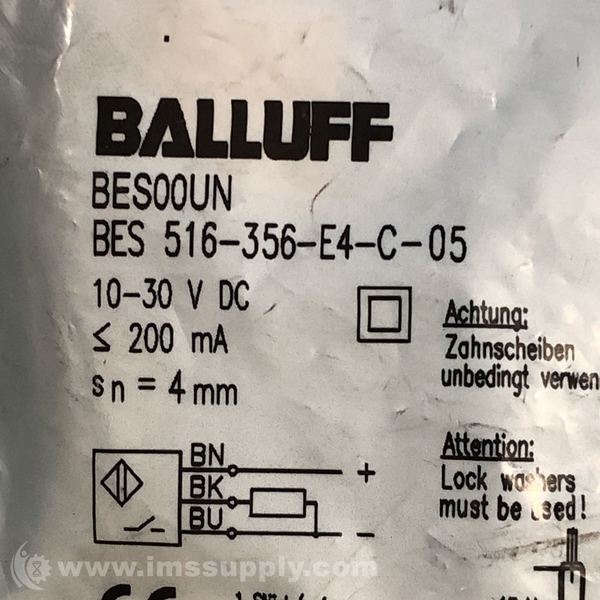 BALLUFF
BES00UN
BES 516-356-E4-C-05
10-30 V DC
≤ 200 mA
sn = 4 mm
Achtung:
Zahnscheiben
unbedingt verwen
Attention:
Lock washers
must be used!
BN +
BK
BU −
www.imssupply.com